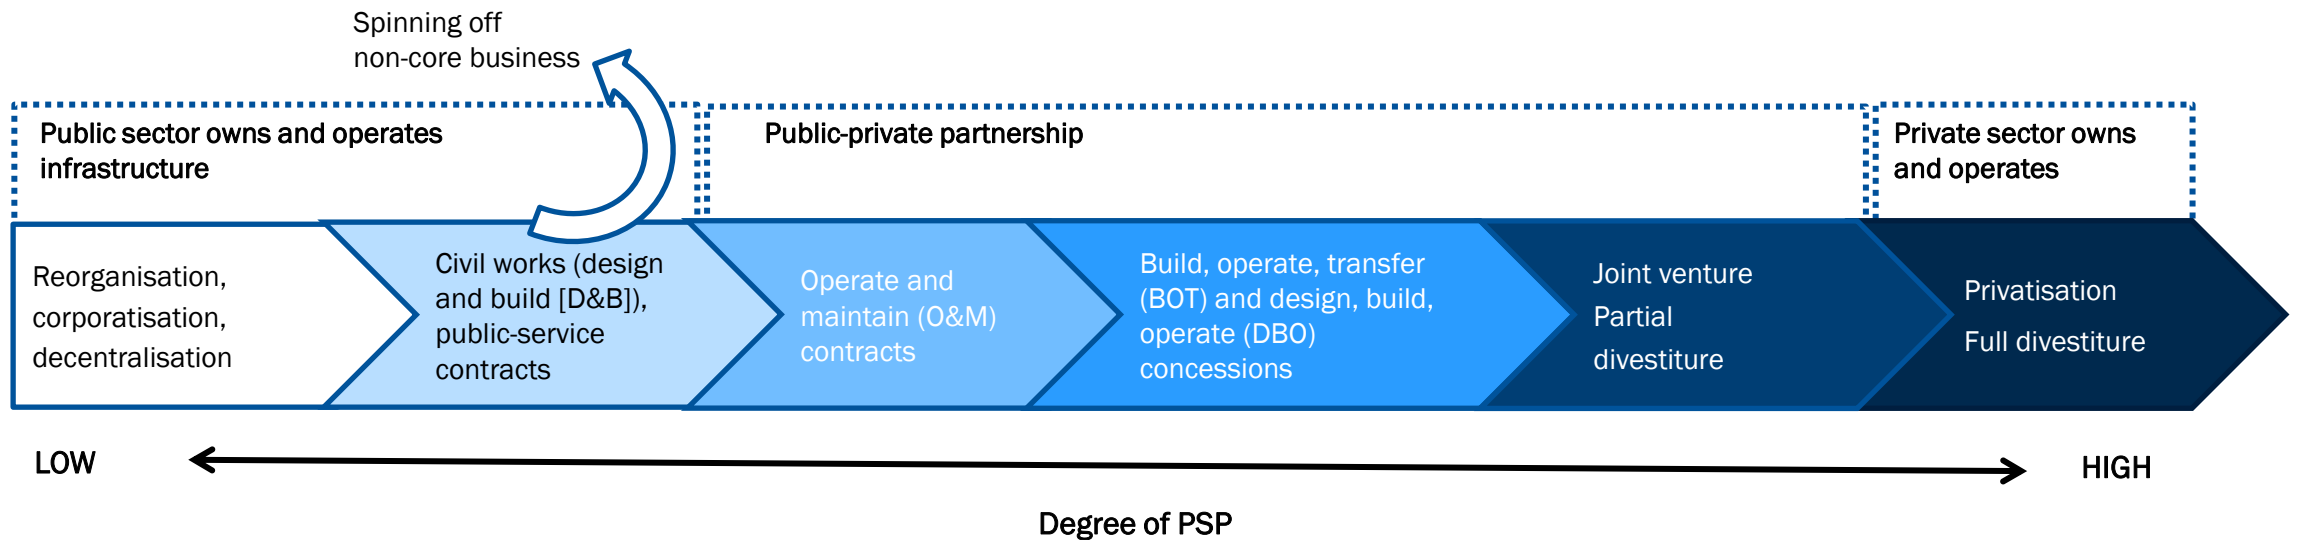 Spinning off
non-core business
Public sector owns and operates
infrastructure
Public-private partnership
Private sector owns
and operates
Reorganisation,
corporatisation,
decentralisation
Civil works (design
and build [D&B]),
public-service
contracts
Operate and
maintain (O&M)
contracts
Build, operate, transfer
(BOT) and design, build,
operate (DBO)
concessions
Joint venture
Partial
divestiture
Privatisation
Full divestiture
LOW
HIGH
Degree of PSP